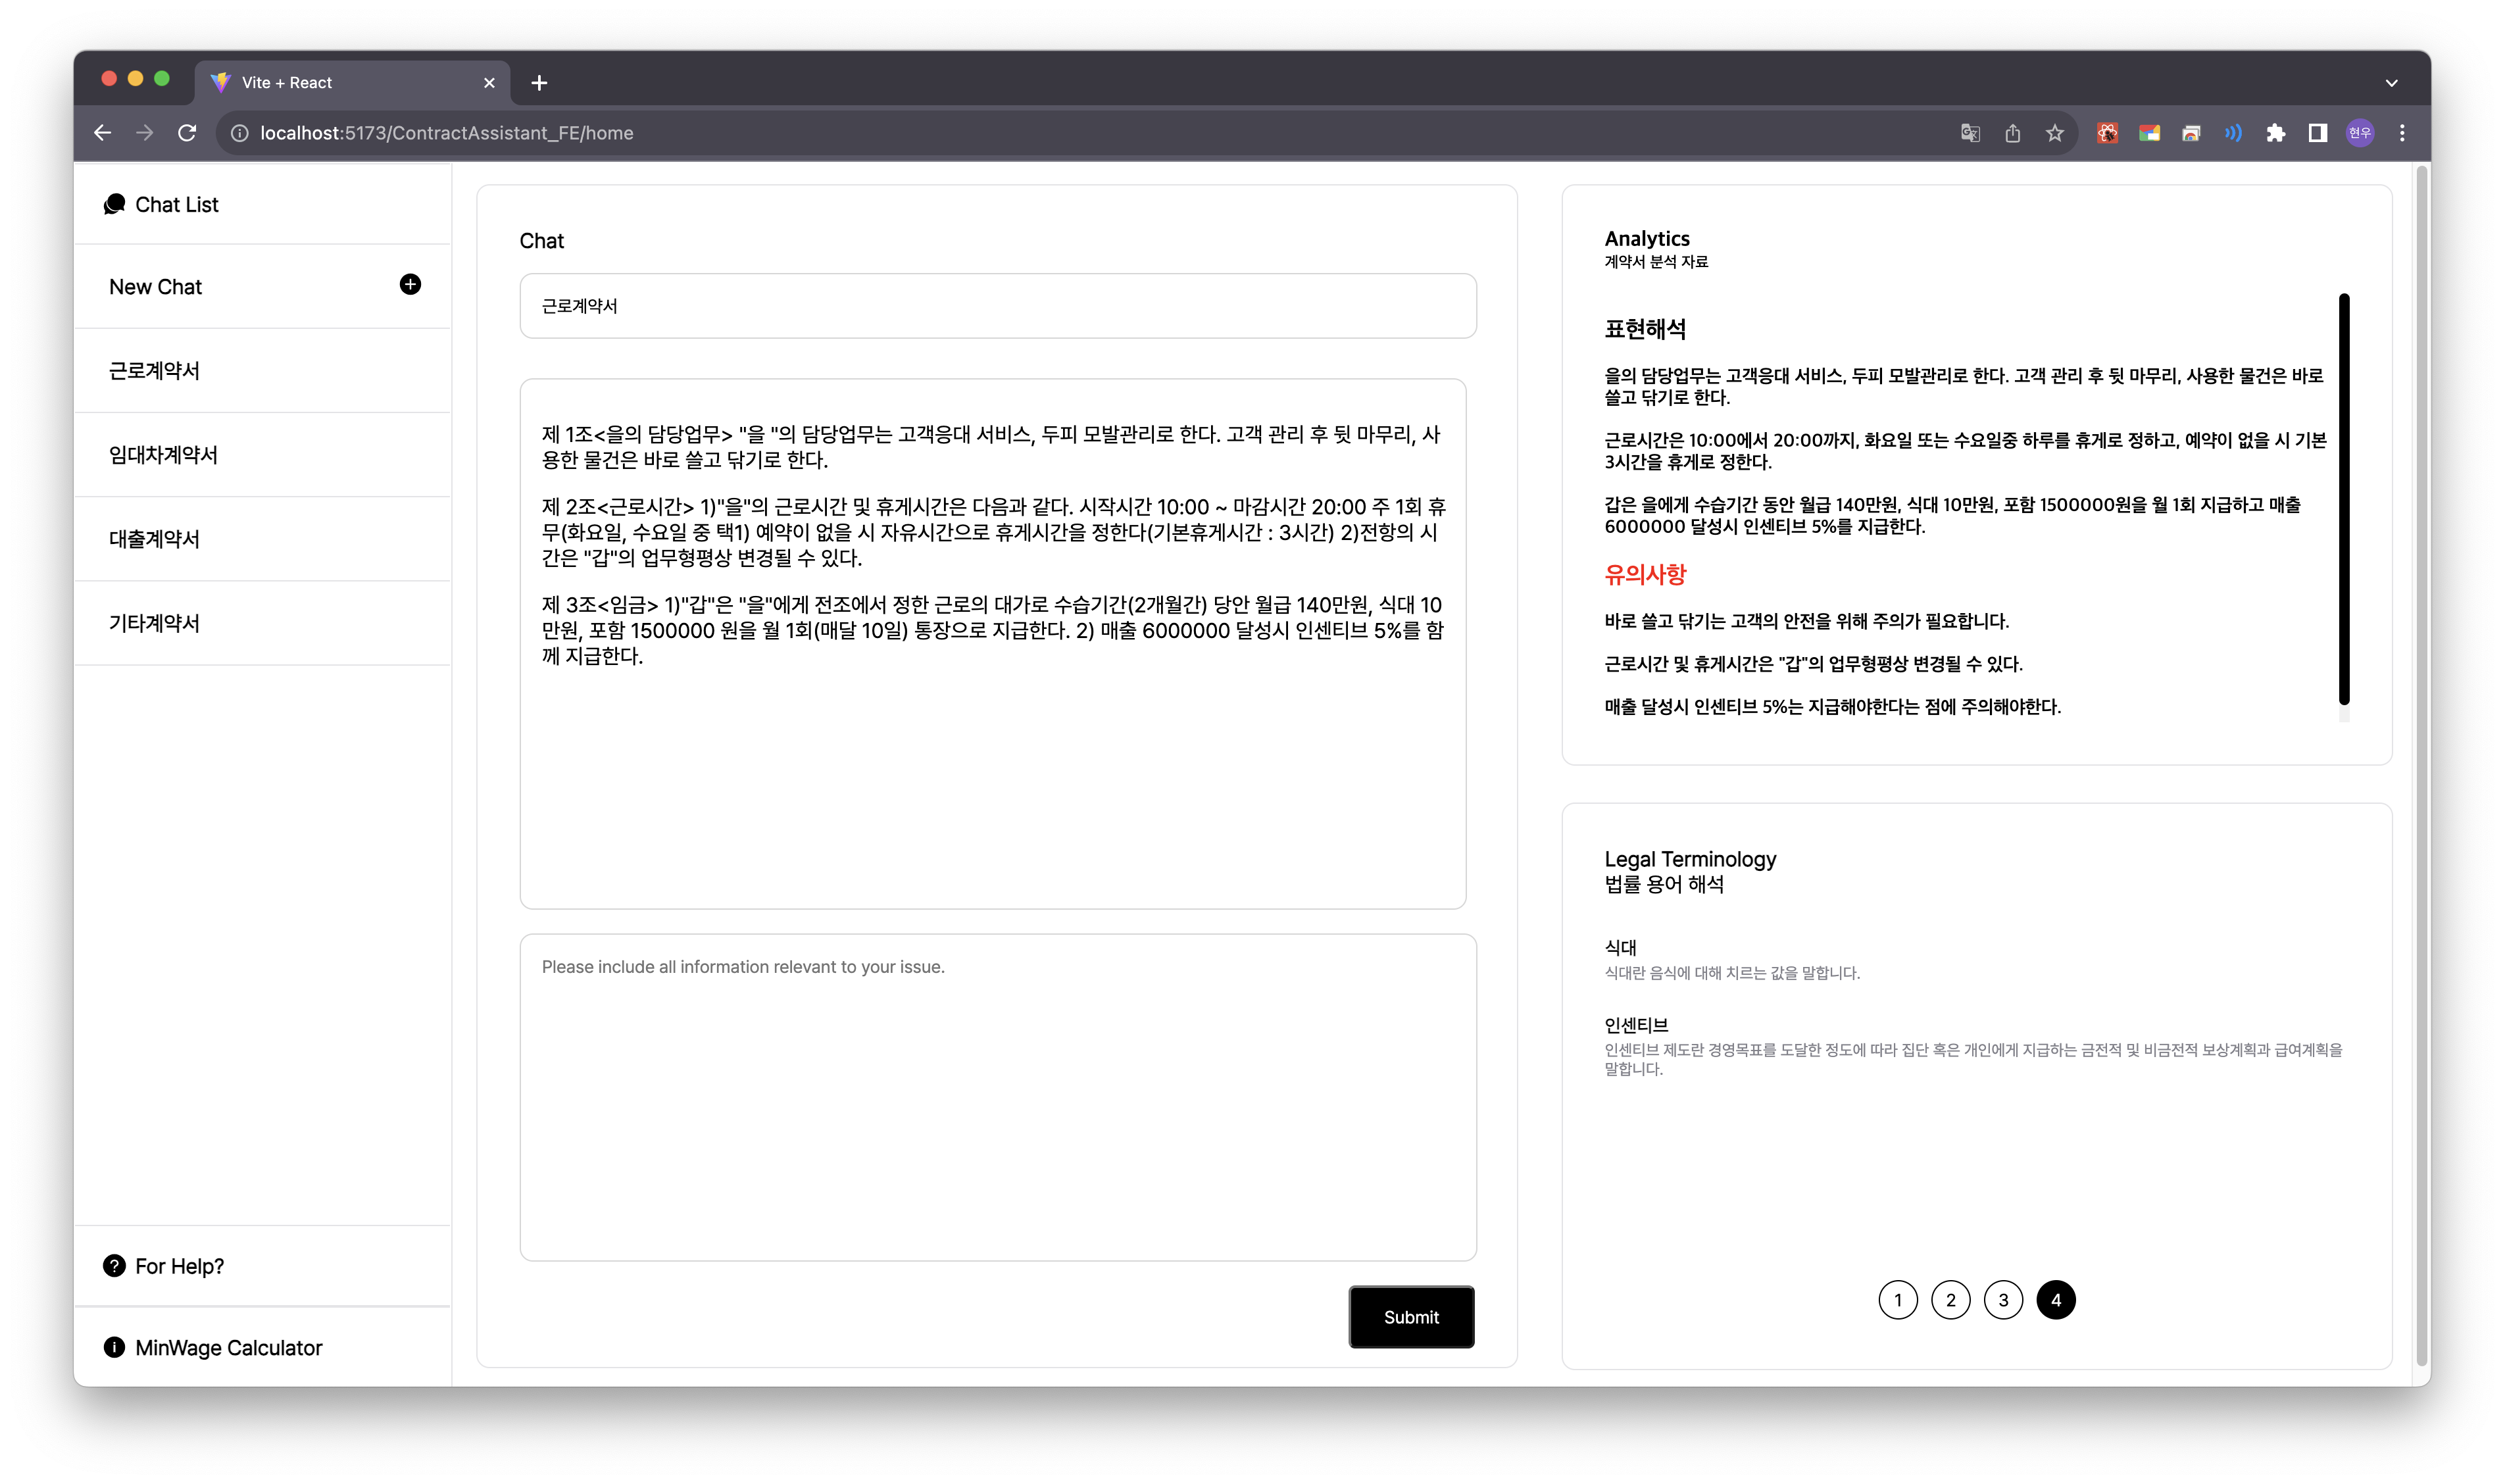 Vite + React
localhost:5173/ContractAssistant_FE/home
현우
Chat List
New Chat
근로계약서
임대차계약서
대출계약서
기타계약서
For Help?
MinWage Calculator
Chat
근로계약서
제 1조<을의 담당업무> "을 "의 담당업무는 고객응대 서비스, 두피 모발관리로 한다. 고객 관리 후 뒷 마무리, 사
용한 물건은 바로 쓸고 닦기로 한다.
제 2조<근로시간> 1)"을"의 근로시간 및 휴게시간은 다음과 같다. 시작시간 10:00 ~ 마감시간 20:00 주 1회 휴
무(화요일, 수요일 중 택1) 예약이 없을 시 자유시간으로 휴게시간을 정한다(기본휴게시간 : 3시간) 2)전항의 시
간은 "갑"의 업무형평상 변경될 수 있다.
제 3조<임금> 1)"갑"은 "을"에게 전조에서 정한 근로의 대가로 수습기간(2개월간) 당안 월급 140만원, 식대 10
만원, 포함 1500000 원을 월 1회(매달 10일) 통장으로 지급한다. 2) 매출 6000000 달성시 인센티브 5%를 함
께 지급한다.
Please include all information relevant to your issue.
Submit
Analytics
계약서 분석 자료
표현해석
을의 담당업무는 고객응대 서비스, 두피 모발관리로 한다. 고객 관리 후 뒷 마무리, 사용한 물건은 바로
쓸고 닦기로 한다.
근로시간은 10:00에서 20:00까지, 화요일 또는 수요일중 하루를 휴게로 정하고, 예약이 없을 시 기본
3시간을 휴게로 정한다.
갑은 을에게 수습기간 동안 월급 140만원, 식대 10만원, 포함 1500000원을 월 1회 지급하고 매출
6000000 달성시 인센티브 5%를 지급한다.
유의사항
바로 쓸고 닦기는 고객의 안전을 위해 주의가 필요합니다.
근로시간 및 휴게시간은 "갑"의 업무형평상 변경될 수 있다.
매출 달성시 인센티브 5%는 지급해야한다는 점에 주의해야한다.
Legal Terminology
법률 용어 해석
식대
식대란 음식에 대해 치르는 값을 말합니다.
인센티브
인센티브 제도란 경영목표를 도달한 정도에 따라 집단 혹은 개인에게 지급하는 금전적 및 비금전적 보상계획과 급여계획을
말합니다.
1 2 3 4